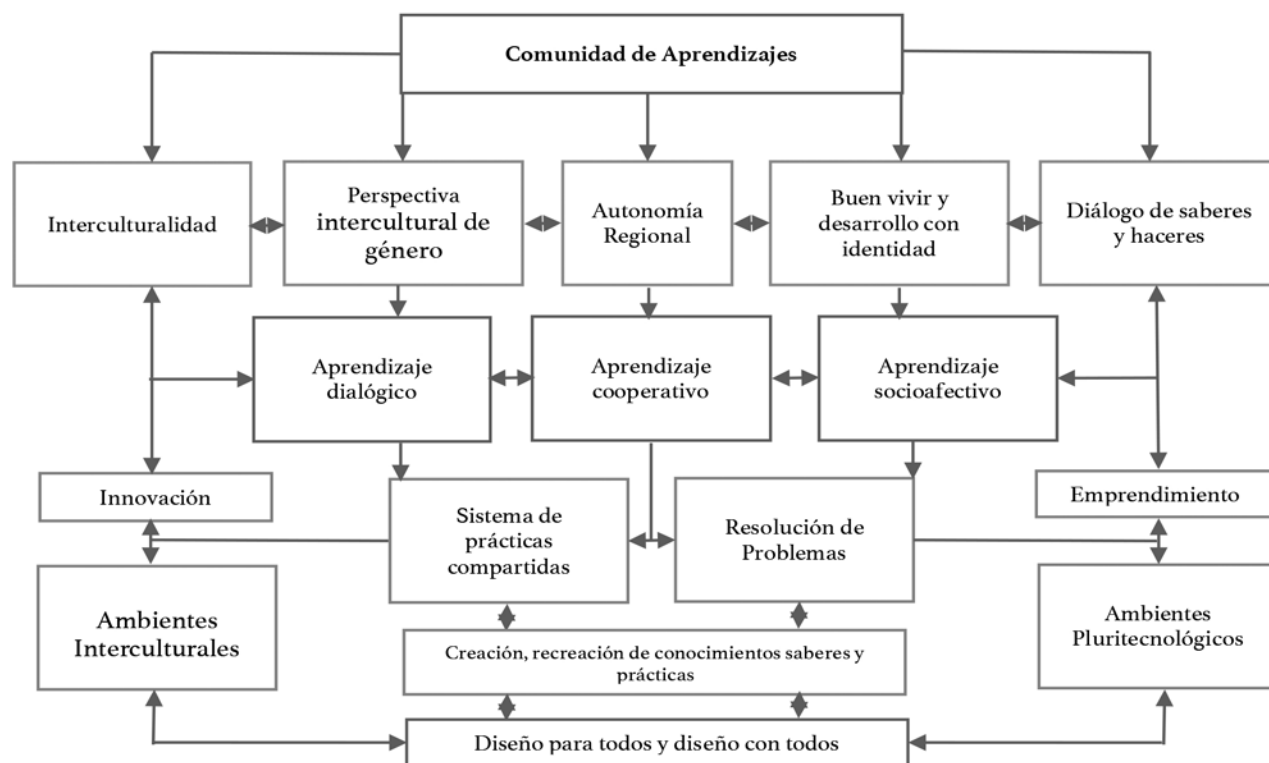 Comunidad de Aprendizajes
Interculturalidad
Perspectiva
intercultural de
género
Autonomía
Regional
Buen vivir y
desarrollo con
identidad
Diálogo de saberes
y haceres
Aprendizaje
dialógico
Aprendizaje
cooperativo
Aprendizaje
socioafectivo
Innovación
Sistema de
prácticas
compartidas
Resolución de
Problemas
Emprendimiento
Ambientes
Interculturales
Ambientes
Pluritecnológicos
Creación, recreación de conocimientos saberes y
prácticas
Diseño para todos y diseño con todos